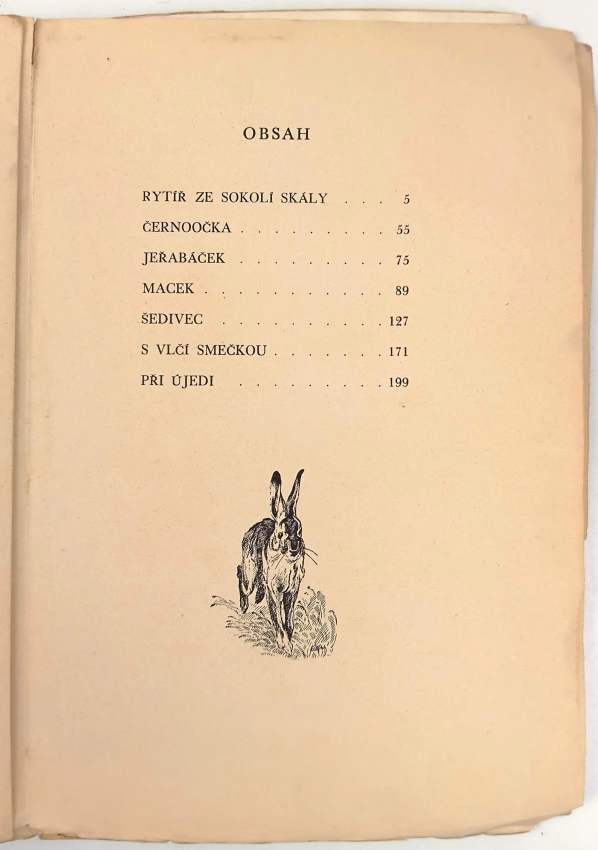 OBSAH
RYTÍŘ ZE SOKOLÍ SKÁLY . . . 5
ČERNOOČKA . . . . . . . . . 55
JEŘABÁČEK . . . . . . . . . 75
MACEK . . . . . . . . . . . 89
ŠEDIVEC . . . . . . . . . . 127
S VLČÍ SMEČKOU . . . . . . . 171
PŘI ÚJEDI . . . . . . . . . 199